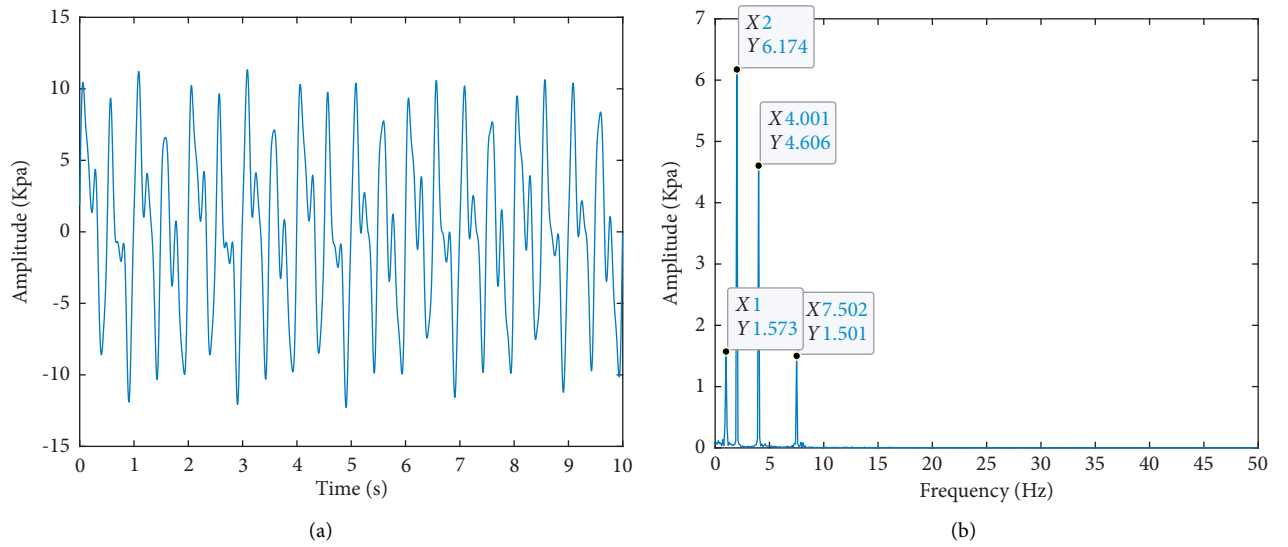 15
10
5
0
-5
-10
-15
Amplitude (Kpa)
0 1 2 3 4 5 6 7 8 9 10
Time (s)
(a)
7
6
5
4
3
2
1
0
Amplitude (Kpa)
X 2
Y 6.174
X 4.001
Y 4.606
X 1
Y 1.573
X 7.502
Y 1.501
0 5 10 15 20 25 30 35 40 45 50
Frequency (Hz)
(b)